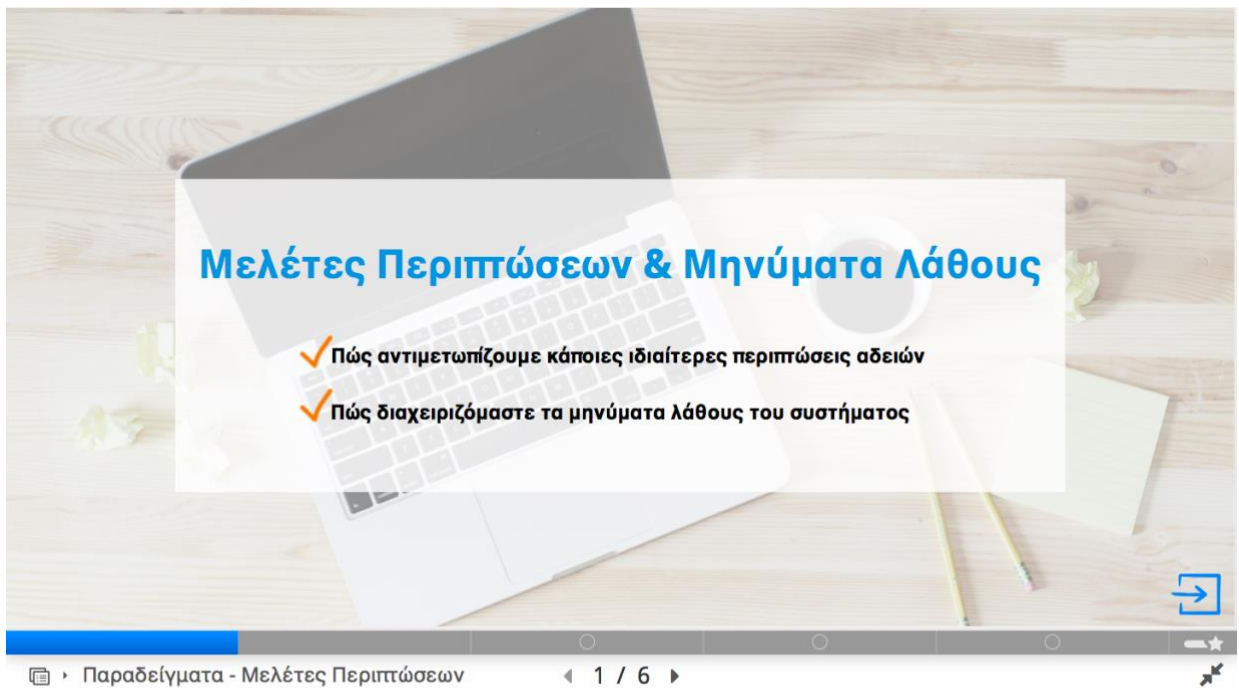 Μελέτες Περιπτώσεων & Μηνύματα Λάθους
Πώς αντιμετωπίζουμε κάποιες ιδιαίτερες περιπτώσεις αδειών
Πώς διαχειριζόμαστε τα μηνύματα λάθους του συστήματος
Παραδείγματα - Μελέτες Περιπτώσεων 1 / 6